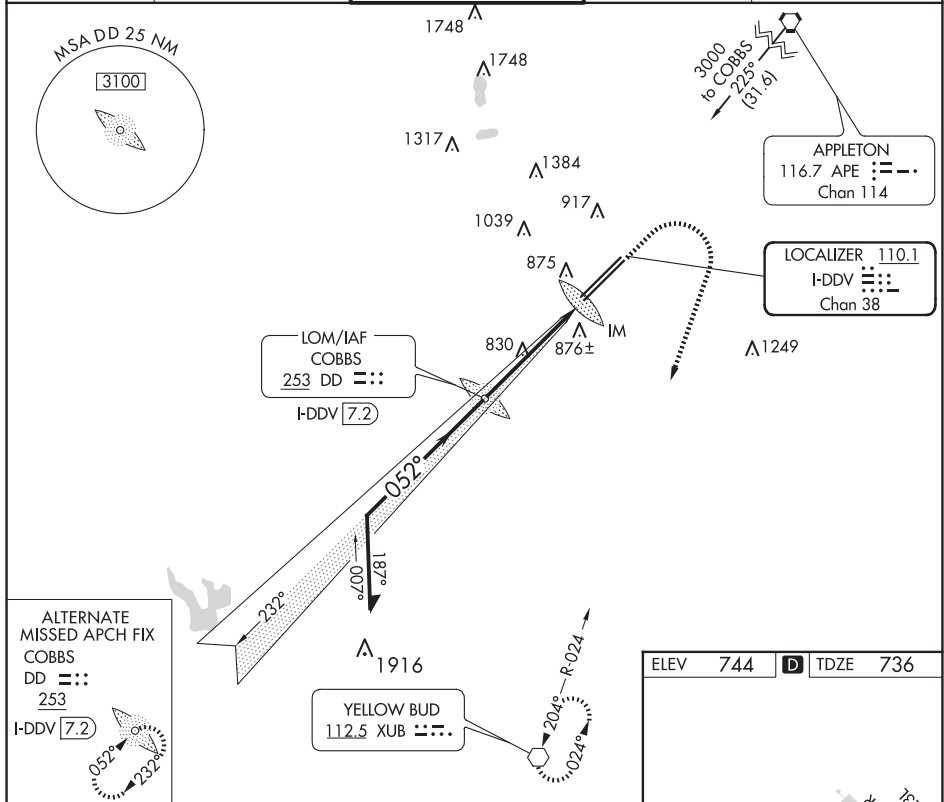 MSA DD 25 NM
3100
1748
1748
1317
1384
917
1039
875
830
876±
IM
1249
1916
3000
to COBBS
225°
(31.6)
APPLETON
116.7 APE
Chan 114
LOCALIZER 110.1
I-DDV
Chan 38
LOM/IAF
COBBS
253 DD
I-DDV 7.2
052°
187°
007°
232°
ALTERNATE
MISSED APCH FIX
COBBS
DD
253
I-DDV 7.2
052°
232°
YELLOW BUD
112.5 XUB
204°
R-024
024°
ELEV 744 D TDZE 736